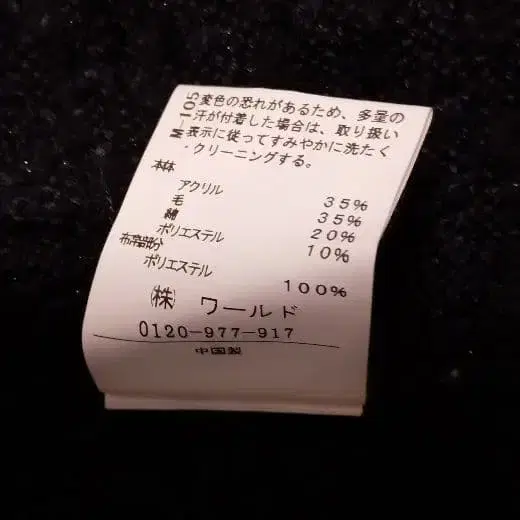 M-105
変色の恐れがあるため、多量の
汗が付着した場合は、取り扱い
表示に従ってすみやかに洗たく
・クリーニングする。
本体
アクリル 35%
毛 35%
綿 20%
ポリエステル 10%
布帛部分
ポリエステル 100%
㈱ ワールド
0120-977-917
中国製